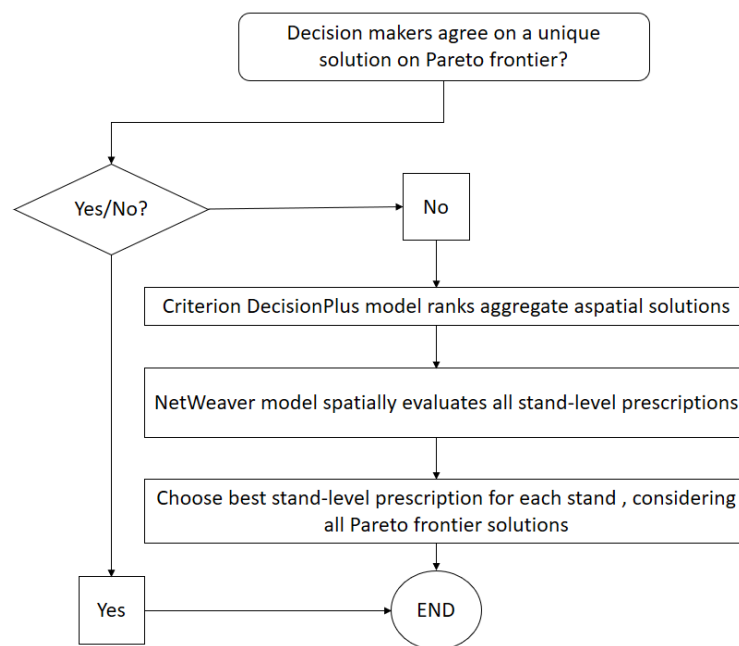 Decision makers agree on a unique
solution on Pareto frontier?
Yes/No?
No
Criterion DecisionPlus model ranks aggregate aspatial solutions
NetWeaver model spatially evaluates all stand-level prescriptions
Choose best stand-level prescription for each stand , considering
all Pareto frontier solutions
Yes
END